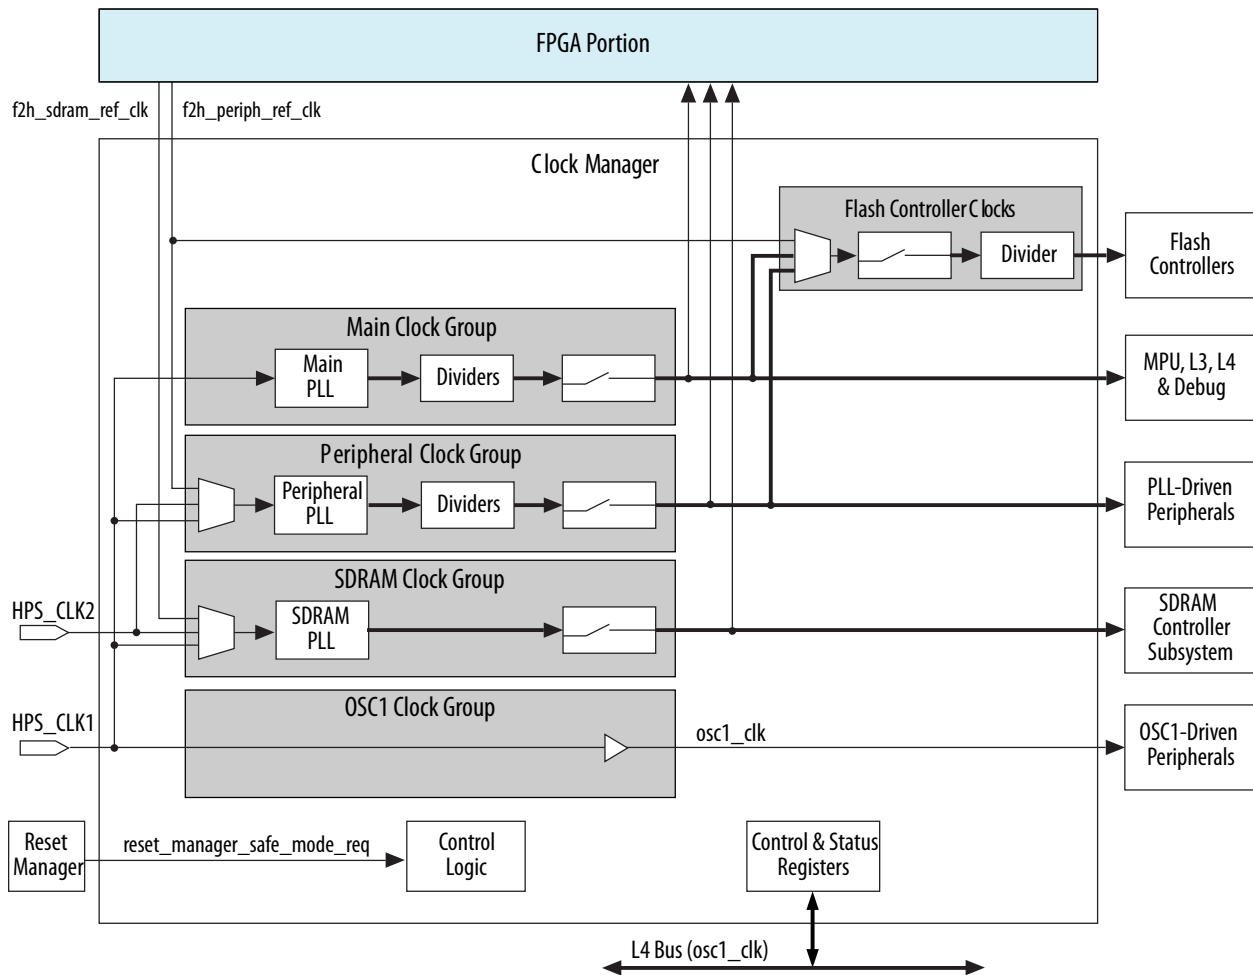 FPGA Portion
f2h_sdram_ref_clk
f2h_periph_ref_clk
Clock Manager
Flash Controller Clocks
Divider
Flash
Controllers
Main Clock Group
Main
PLL
Dividers
MPU, L3, L4
& Debug
Peripheral Clock Group
Peripheral
PLL
Dividers
PLL-Driven
Peripherals
SDRAM Clock Group
HPS_CLK2
SDRAM
PLL
SDRAM
Controller
Subsystem
OSC1 Clock Group
HPS_CLK1
osc1_clk
OSC1-Driven
Peripherals
Reset
Manager
reset_manager_safe_mode_req
Control
Logic
Control & Status
Registers
L4 Bus (osc1_clk)